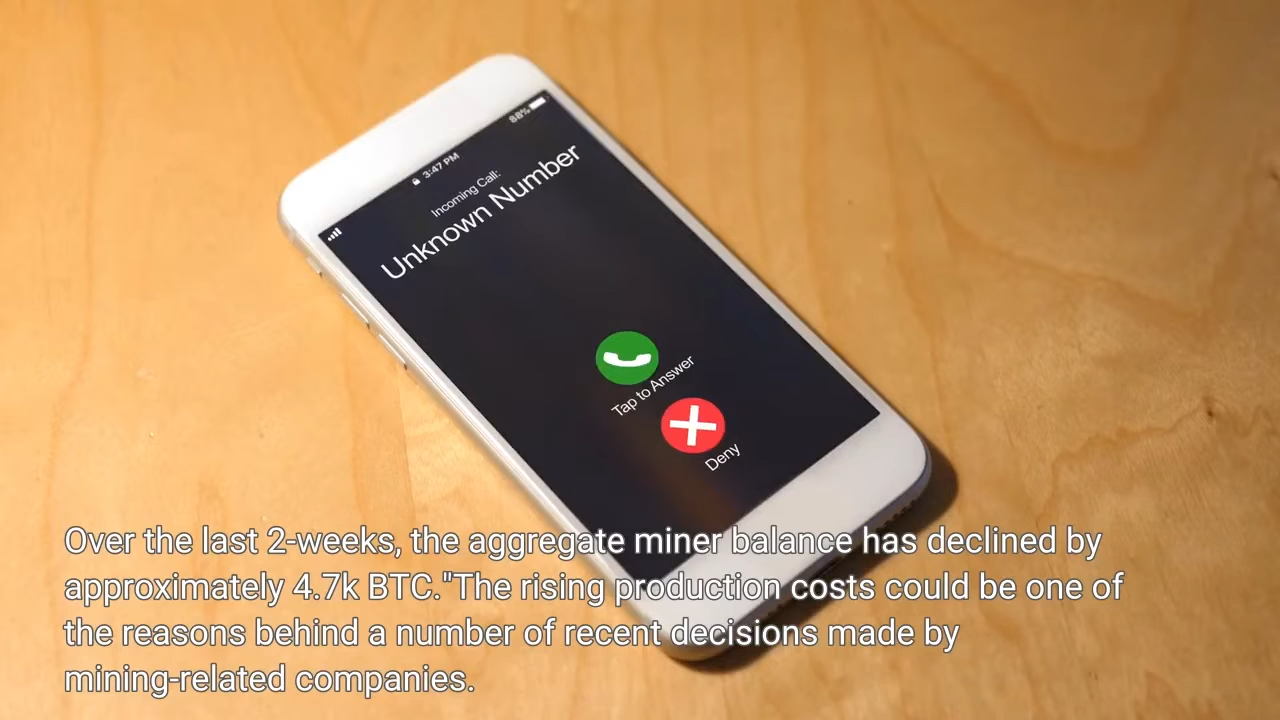 88%
3:47 PM
Incoming Call:
Unknown Number
Tap to Answer
Deny
Over the last 2-weeks, the aggregate miner balance has declined by
approximately 4.7k BTC."The rising production costs could be one of
the reasons behind a number of recent decisions made by
mining-related companies.